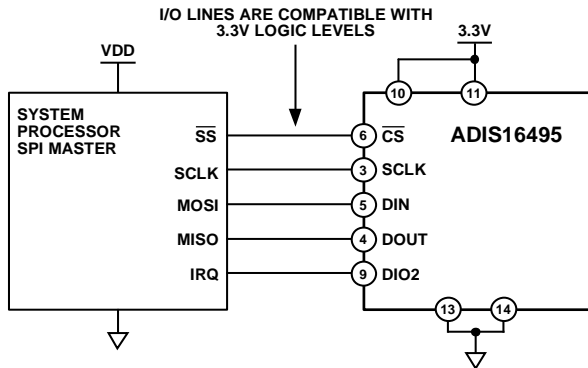 I/O LINES ARE COMPATIBLE WITH
3.3V LOGIC LEVELS
VDD
3.3V
10
11
SYSTEM
PROCESSOR
SPI MASTER
ADIS16495
SS 6 CS
SCLK 3 SCLK
MOSI 5 DIN
MISO 4 DOUT
IRQ 9 DIO2
13
14